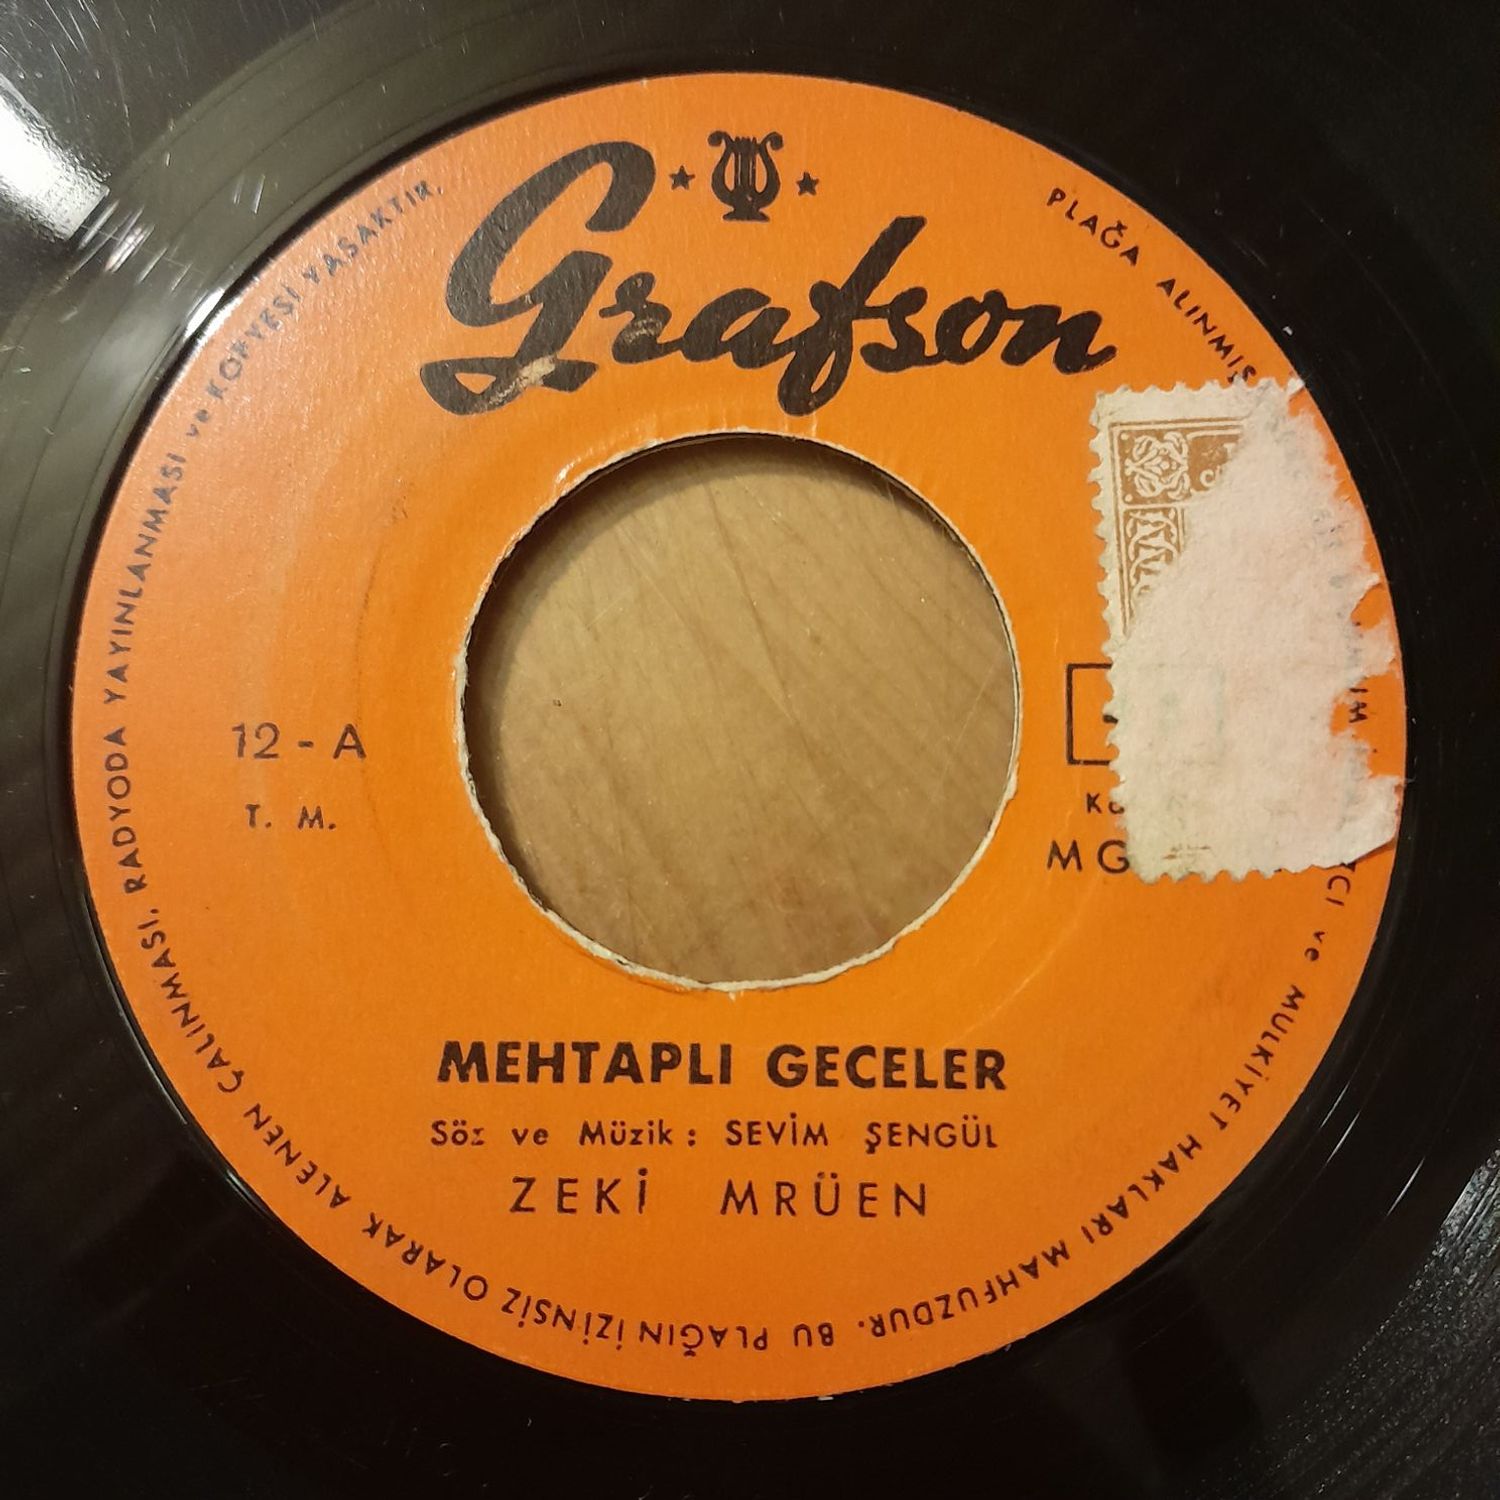 Grafson
PLAĞA ALINMIŞ
CI ve MÜLKİYET HAKLARI MAHFUZDUR. BU PLAĞIN İZİNSİZ OLARAK ALENEN ÇALINMASI. RADYODA YAYINLANMASI ve KOPYESİ YASAKTIR.
12 - A
T. M.
MG
MEHTAPLI GECELER
Söz ve Müzik : SEVİM ŞENGÜL
ZEKİ MRÜEN